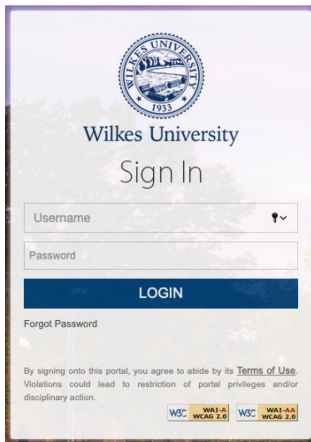 WILKES UNIVERSITY
1933
Wilkes University
Sign In
Username
Password
LOGIN
Forgot Password
By signing onto this portal, you agree to abide by its Terms of Use.
Violations could lead to restriction of portal privileges and/or
disciplinary action.
W3C WAI-A WCAG 2.0 W3C WAI-AA WCAG 2.0